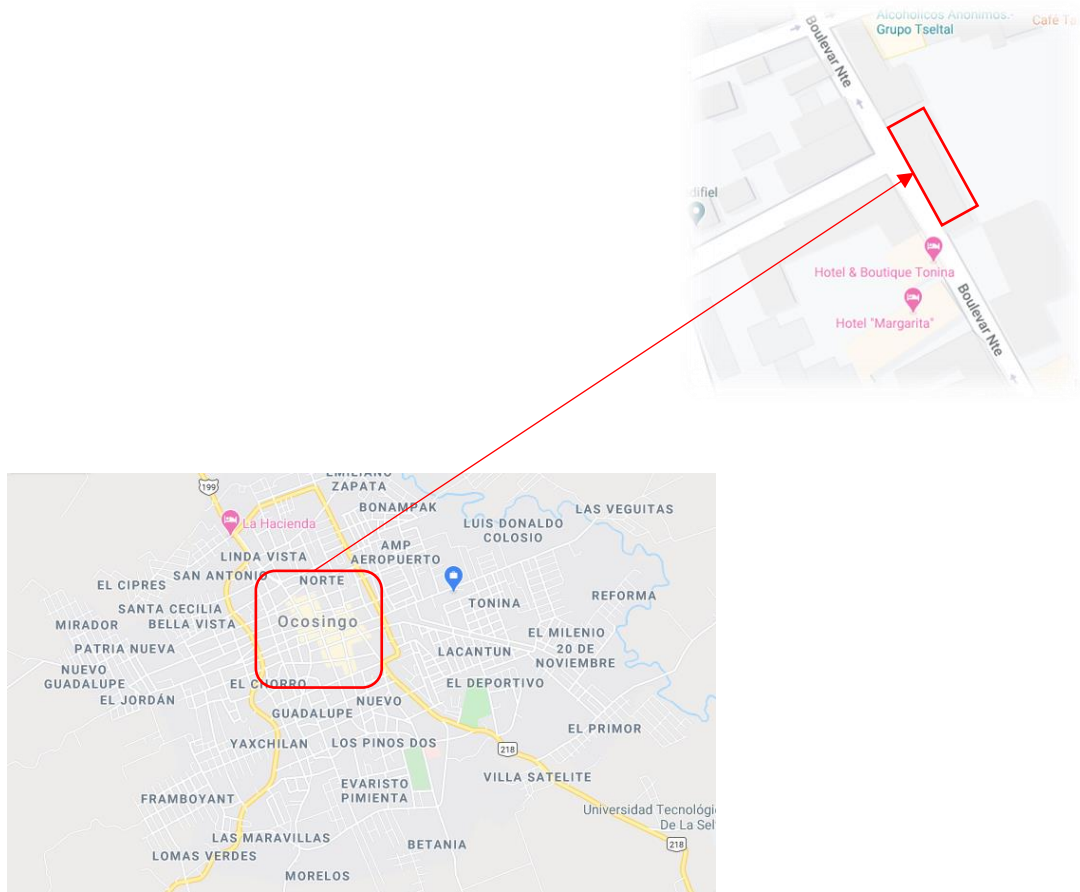 Alcohólicos Anónimos.-
Grupo Tseltal
Café Ta
Boulevar Nte
difiel
Hotel & Boutique Tonina
Hotel "Margarita"
Boulevar Nte
EMILIANO
ZAPATA
199
BONAMPAK
LAS VEGUITAS
La Hacienda
LUIS DONALDO
COLOSIO
AMP
AEROPUERTO
LINDA VISTA
SAN ANTONIO
NORTE
EL CIPRES
REFORMA
SANTA CECILIA
TONINA
MIRADOR
BELLA VISTA
Ocosingo
EL MILENIO
PATRIA NUEVA
LACANTUN
20 DE
NOVIEMBRE
NUEVO
GUADALUPE
EL CHORRO
EL DEPORTIVO
EL JORDÁN
NUEVO
GUADALUPE
EL PRIMOR
YAXCHILAN
LOS PINOS DOS
218
EVARISTO
PIMIENTA
VILLA SATELITE
FRAMBOYANT
Universidad Tecnológi
De La Sel
LAS MARAVILLAS
BETANIA
218
LOMAS VERDES
MORELOS